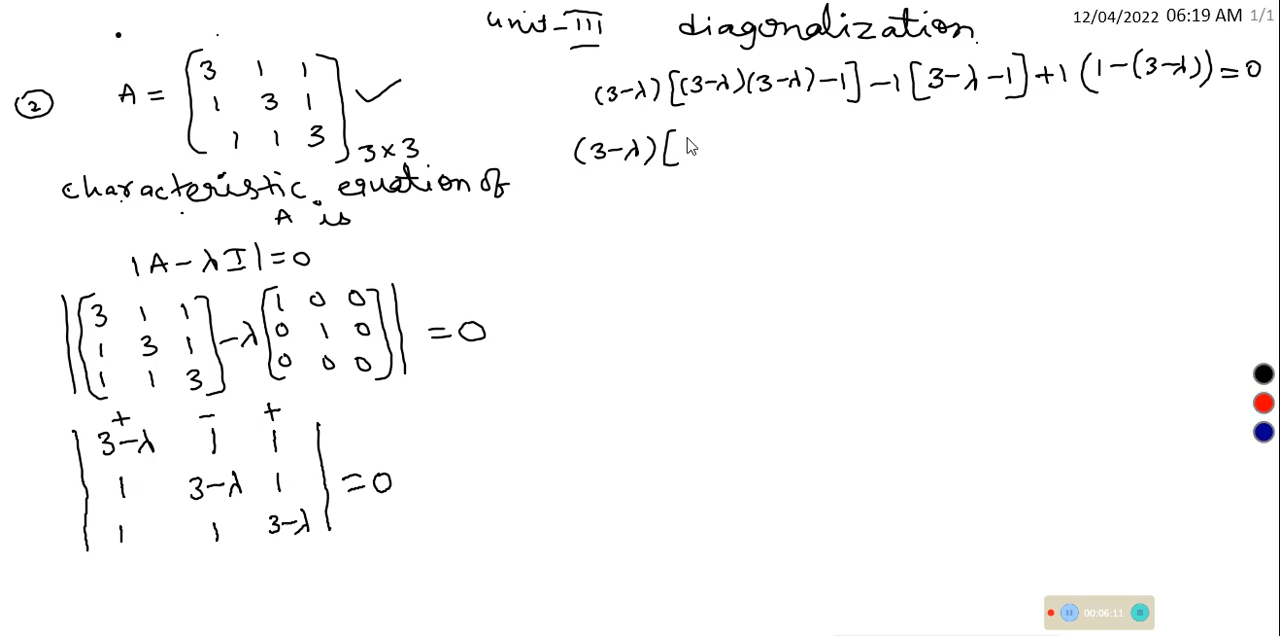 unit-III diagonalization.
12/04/2022 06:19 AM 1/1
② A = [3 1 1
1 3 1
1 1 3] 3×3 ✓
characteristic equation of
A is
|A-λI|=0
|[3 1 1
1 3 1
1 1 3] -λ [1 0 0
0 1 0
0 0 0]| =0
+ - +
|3-λ 1 1
1 3-λ 1
1 1 3-λ| =0
(3-λ)[(3-λ)(3-λ)-1]-1[3-λ-1]+1(1-(3-λ))=0
(3-λ)[
00:06:11